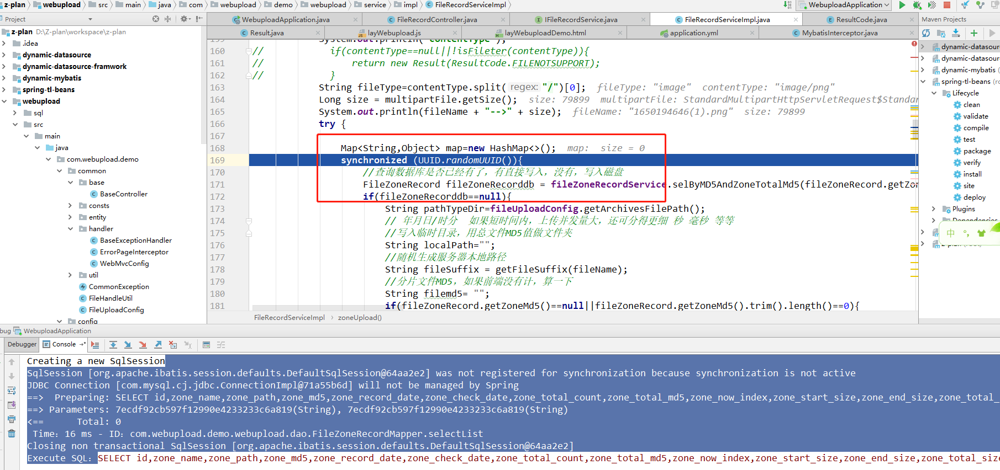 z-plan webupload src main java com webupload demo webupload service impl FileRecordServiceImpl WebuploadApplication
Project
WebuploadApplication.java FileRecordController.java IFileRecordService.java FileRecordServiceImpl.java ResultCode.java
Maven Projects
Result.java layWebupload.js layWebuploadDemo.html application.yml MybatisInterceptor.java
z-plan D:\Z-plan\workspace\z-plan
.idea
dynamic-datasource
dynamic-datasource-framwork
dynamic-mybatis
spring-tl-beans
webupload
sql
src
main
java
com.webupload.demo
common
base
BaseController
consts
entity
handler
BaseExceptionHandler
ErrorPageInterceptor
WebMvcConfig
util
CommonException
FileHandleUtil
FileUploadConfig
config
159 System.out.println("contentType");
160 // if(contentType==null||!isFileter(contentType)){
161 // return new Result(ResultCode.FILENOTSUPPORT);
162 // }
163 String fileType=contentType.split( regex: "/")[0]; fileType: "image" contentType: "image/png"
164 Long size = multipartFile.getSize(); size: 79899 multipartFile: StandardMultipartHttpServletRequest$Standar
165 System.out.println(fileName + "-->" + size); fileName: "1650194646(1).png" size: 79899
166 try {
167
168 Map<String,Object> map=new HashMap<>(); map: size = 0
169 synchronized (UUID.randomUUID()){
170 //查询数据库是否已经有了，有直接写入，没有，写入磁盘
171 FileZoneRecord fileZoneRecorddb = fileZoneRecordService.selByMD5AndZoneTotalMd5(fileZoneRecord.getZo
172 if(fileZoneRecorddb==null){
173 String pathTypeDir=fileUploadConfig.getArchivesFilePath();
174 // 年月日/时分 如果短时间内，上传并发量大，还可分得更细 秒 毫秒 等等
175 //写入临时目录，用总文件MD5值做文件夹
176 String localPath="";
177 //随机生成服务器本地路径
178 String fileSuffix = getFileSuffix(fileName);
179 //分片文件MD5，如果前端没有计，算一下
180 String filemd5= "";
181 if(fileZoneRecord.getZoneMd5()==null||fileZoneRecord.getZoneMd5().trim().length()==0){
FileRecordServiceImpl zoneUpload()
dynamic-datasourc
dynamic-datasourc
dynamic-mybatis (
spring-tl-beans (ro
Lifecycle
clean
validate
compile
test
package
verify
install
site
deploy
Plugins
Dependencies
中 °,
bug WebuploadApplication
Debugger Console
Creating a new SqlSession
SqlSession [org.apache.ibatis.session.defaults.DefaultSqlSession@64aa2e2] was not registered for synchronization because synchronization is not active
JDBC Connection [com.mysql.cj.jdbc.ConnectionImpl@71a55b6d] will not be managed by Spring
==> Preparing: SELECT id,zone_name,zone_path,zone_md5,zone_record_date,zone_check_date,zone_total_count,zone_total_md5,zone_now_index,zone_start_size,zone_end_size,zone_total_
==> Parameters: 7ecdf92cb597f12990e4233233c6a819(String), 7ecdf92cb597f12990e4233233c6a819(String)
<== Total: 0
Time：16 ms - ID：com.webupload.demo.webupload.dao.FileZoneRecordMapper.selectList
Closing non transactional SqlSession [org.apache.ibatis.session.defaults.DefaultSqlSession@64aa2e2]
Execute SQL：SELECT id,zone_name,zone_path,zone_md5,zone_record_date,zone_check_date,zone_total_count,zone_total_md5,zone_now_index,zone_start_size,zone_end_size,zone_total_size